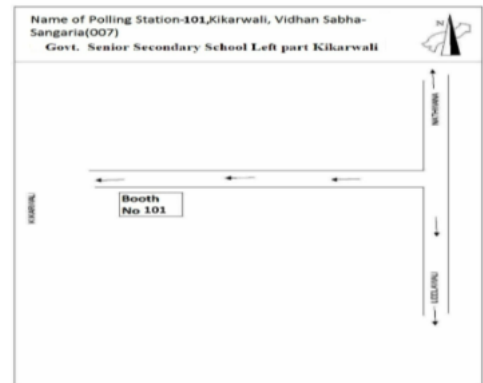 Name of Polling Station-101,Kikarwali, Vidhan Sabha-
Sangaria(007)
Govt. Senior Secondary School Left part Kikarwali
N
Booth
No 101
KIKARWALI